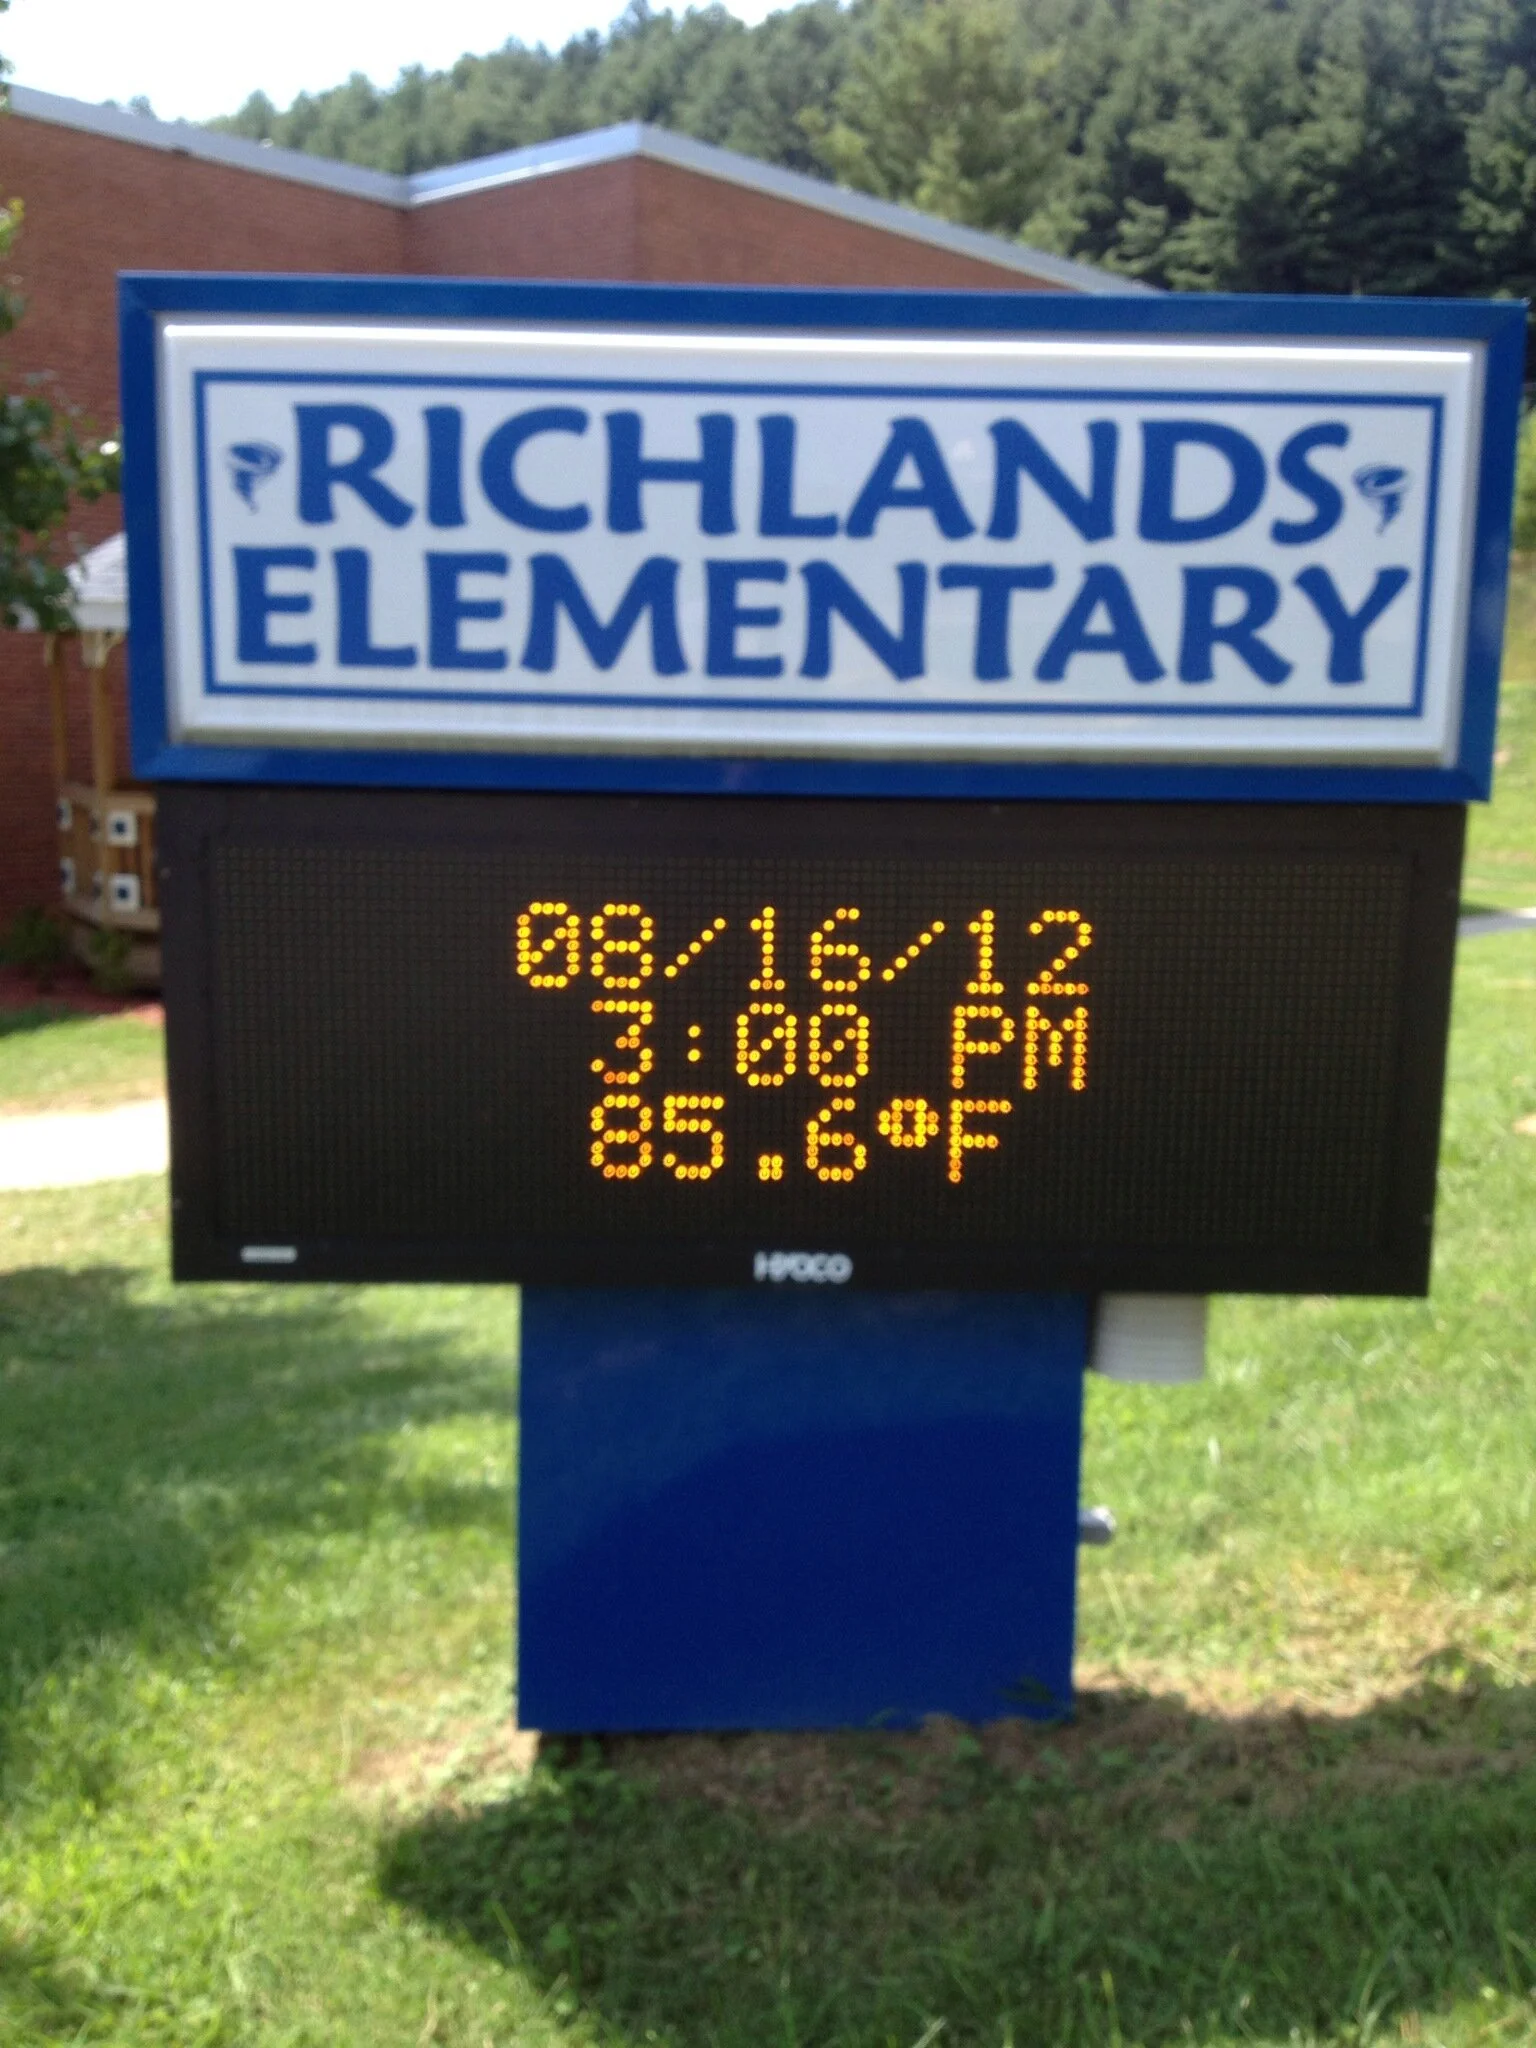 RICHLANDS
ELEMENTARY
08/16/12
3:00 PM
85.6°F